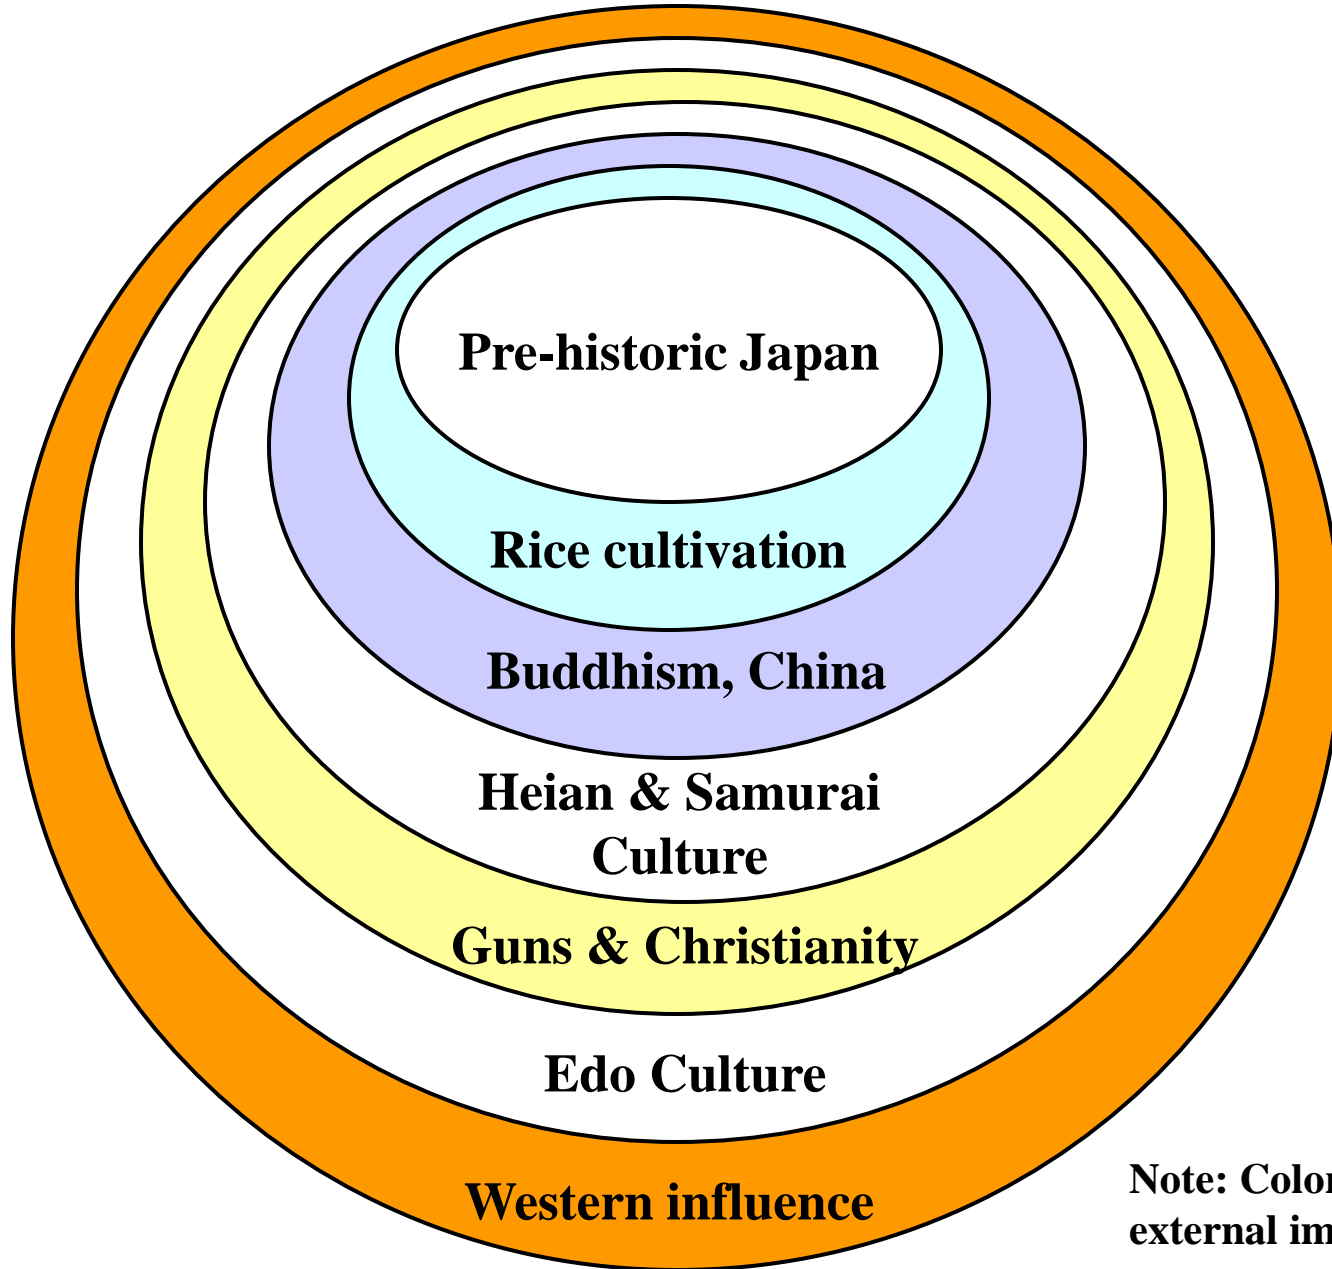 Pre-historic Japan
Rice cultivation
Buddhism, China
Heian & Samurai
Culture
Guns & Christianity
Edo Culture
Western influence
Note: Color
external im